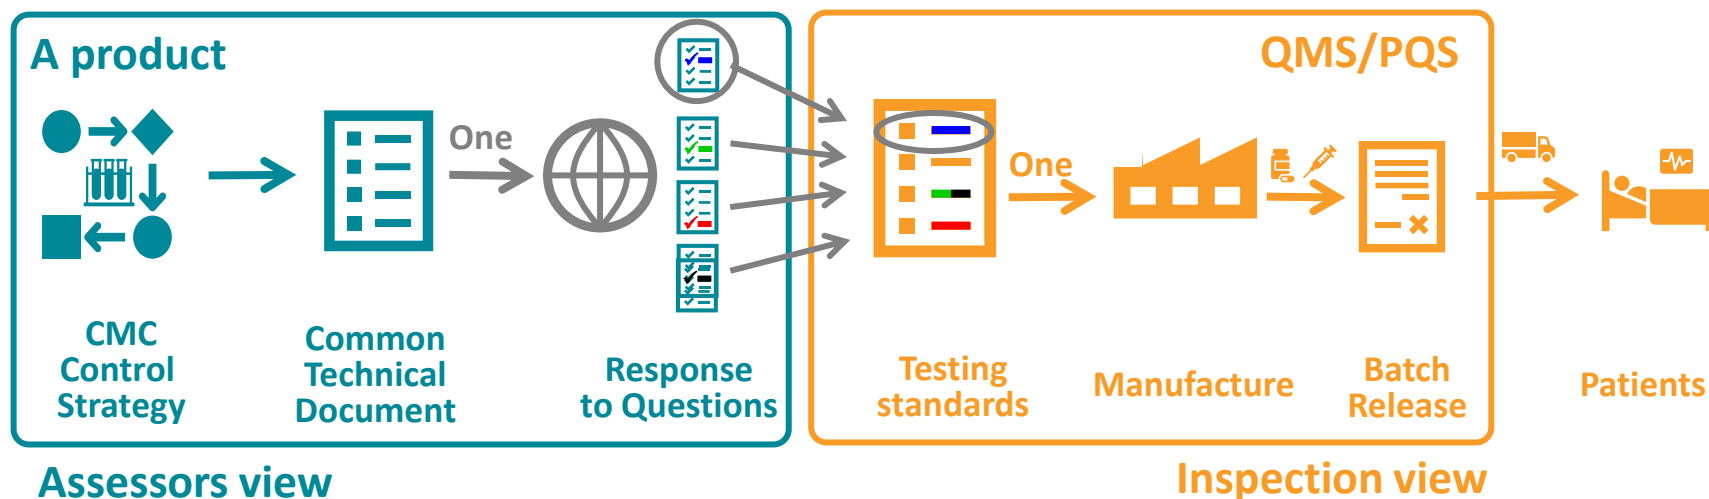 A product
QMS/PQS
One
One
CMC
Control
Strategy
Common
Technical
Document
Response
to Questions
Testing
standards
Manufacture
Batch
Release
Patients
Assessors view
Inspection view